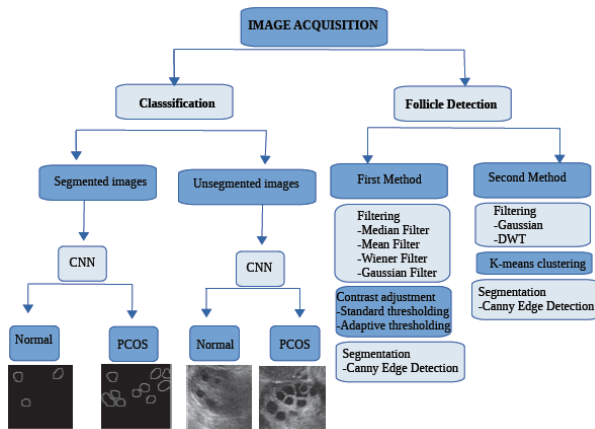 IMAGE ACQUISITION
Classsification
Follicle Detection
Segmented images
Unsegmented images
First Method
Second Method
Filtering
-Median Filter
-Mean Filter
-Wiener Filter
-Gaussian Filter
Filtering
-Gaussian
-DWT
CNN
CNN
K-means clustering
Contrast adjustment
-Standard thresholding
-Adaptive thresholding
Segmentation
-Canny Edge Detection
Normal
PCOS
Normal
PCOS
Segmentation
-Canny Edge Detection